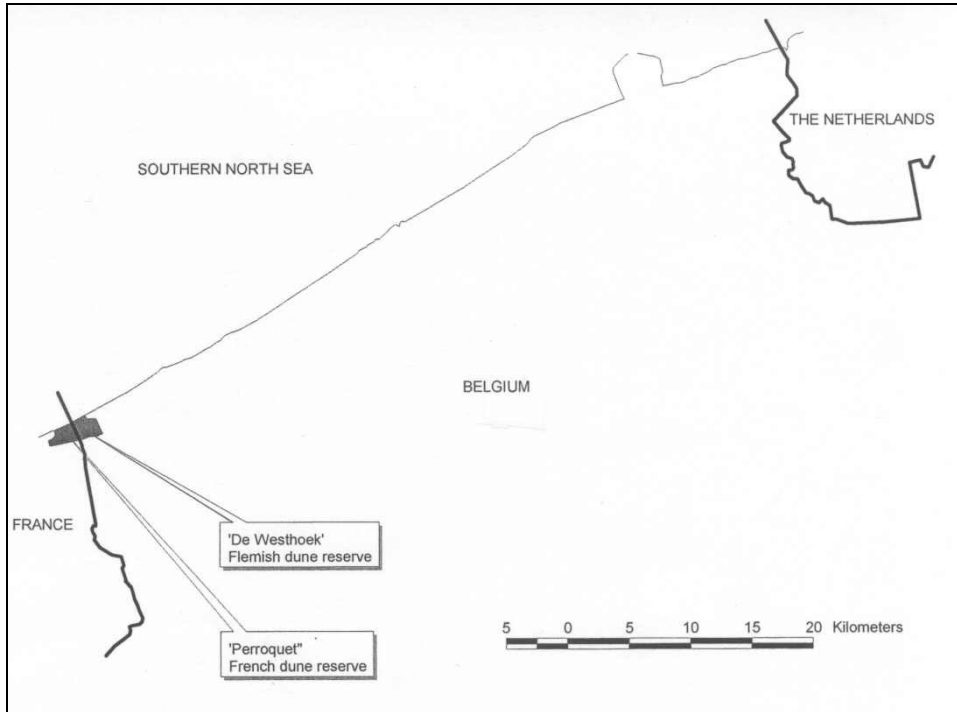 THE NETHERLANDS
SOUTHERN NORTH SEA
BELGIUM
FRANCE
'De Westhoek'
Flemish dune reserve
'Perroquet"
French dune reserve
5 0 5 10 15 20 Kilometers